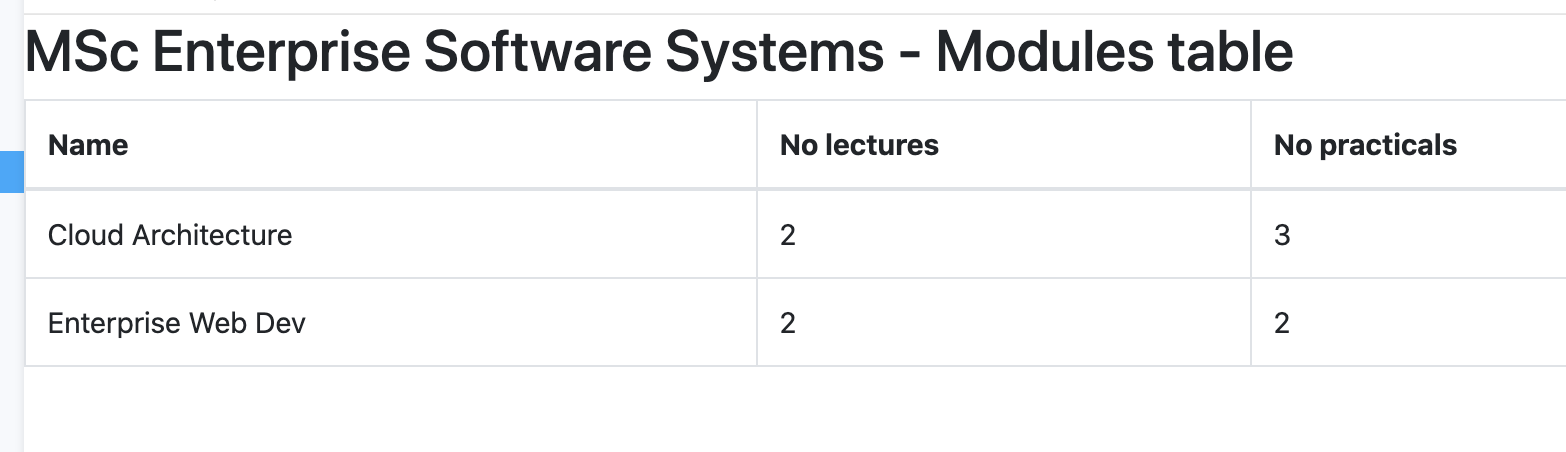 MSc Enterprise Software Systems - Modules table
Name No lectures No practicals
Cloud Architecture 2 3
Enterprise Web Dev 2 2